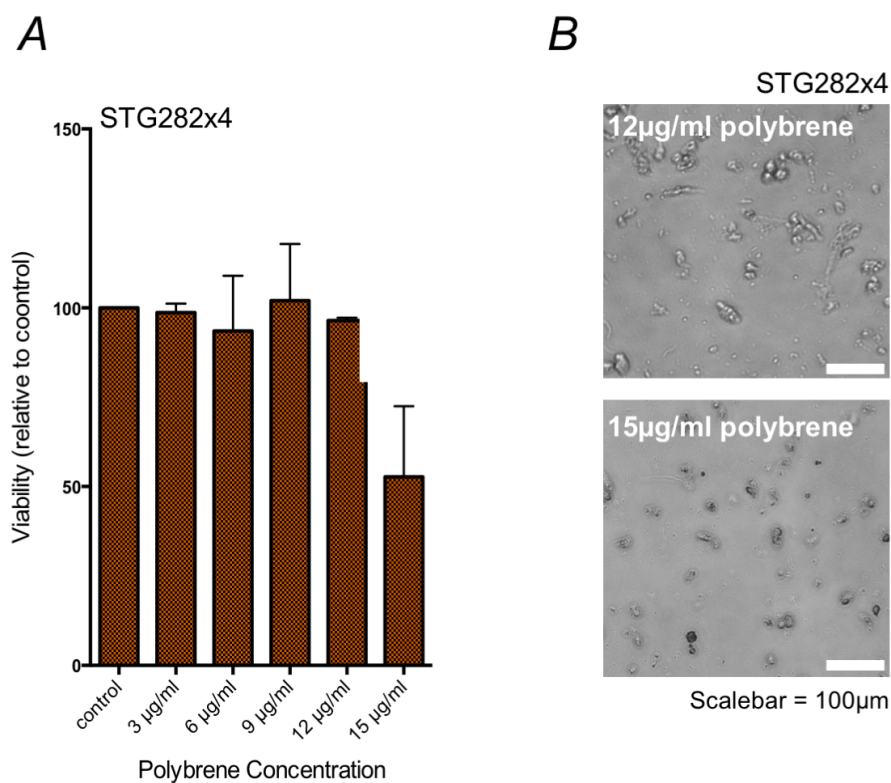 A
STG282x4
150
100
50
0
Viability (relative to coontrol)
control
3 µg/ml
6 µg/ml
9 µg/ml
12 µg/ml
15 µg/ml
Polybrene Concentration
B
STG282x4
12µg/ml polybrene
15µg/ml polybrene
Scalebar = 100µm